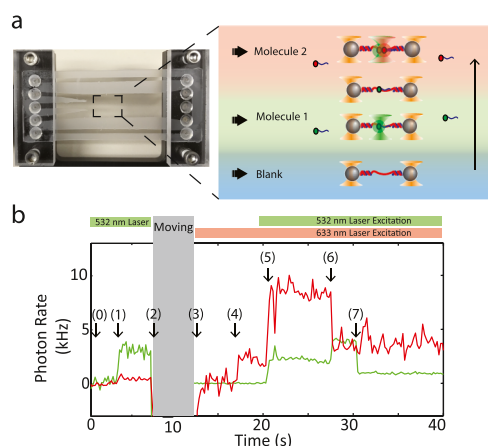 a
Molecule 2
Molecule 1
Blank
b
532 nm Laser
Moving
532 nm Laser Excitation
633 nm Laser Excitation
10
5
0
(0) (1) (2) (3) (4) (5) (6) (7)
Photon Rate
(kHz)
0 10 20 30 40
Time (s)